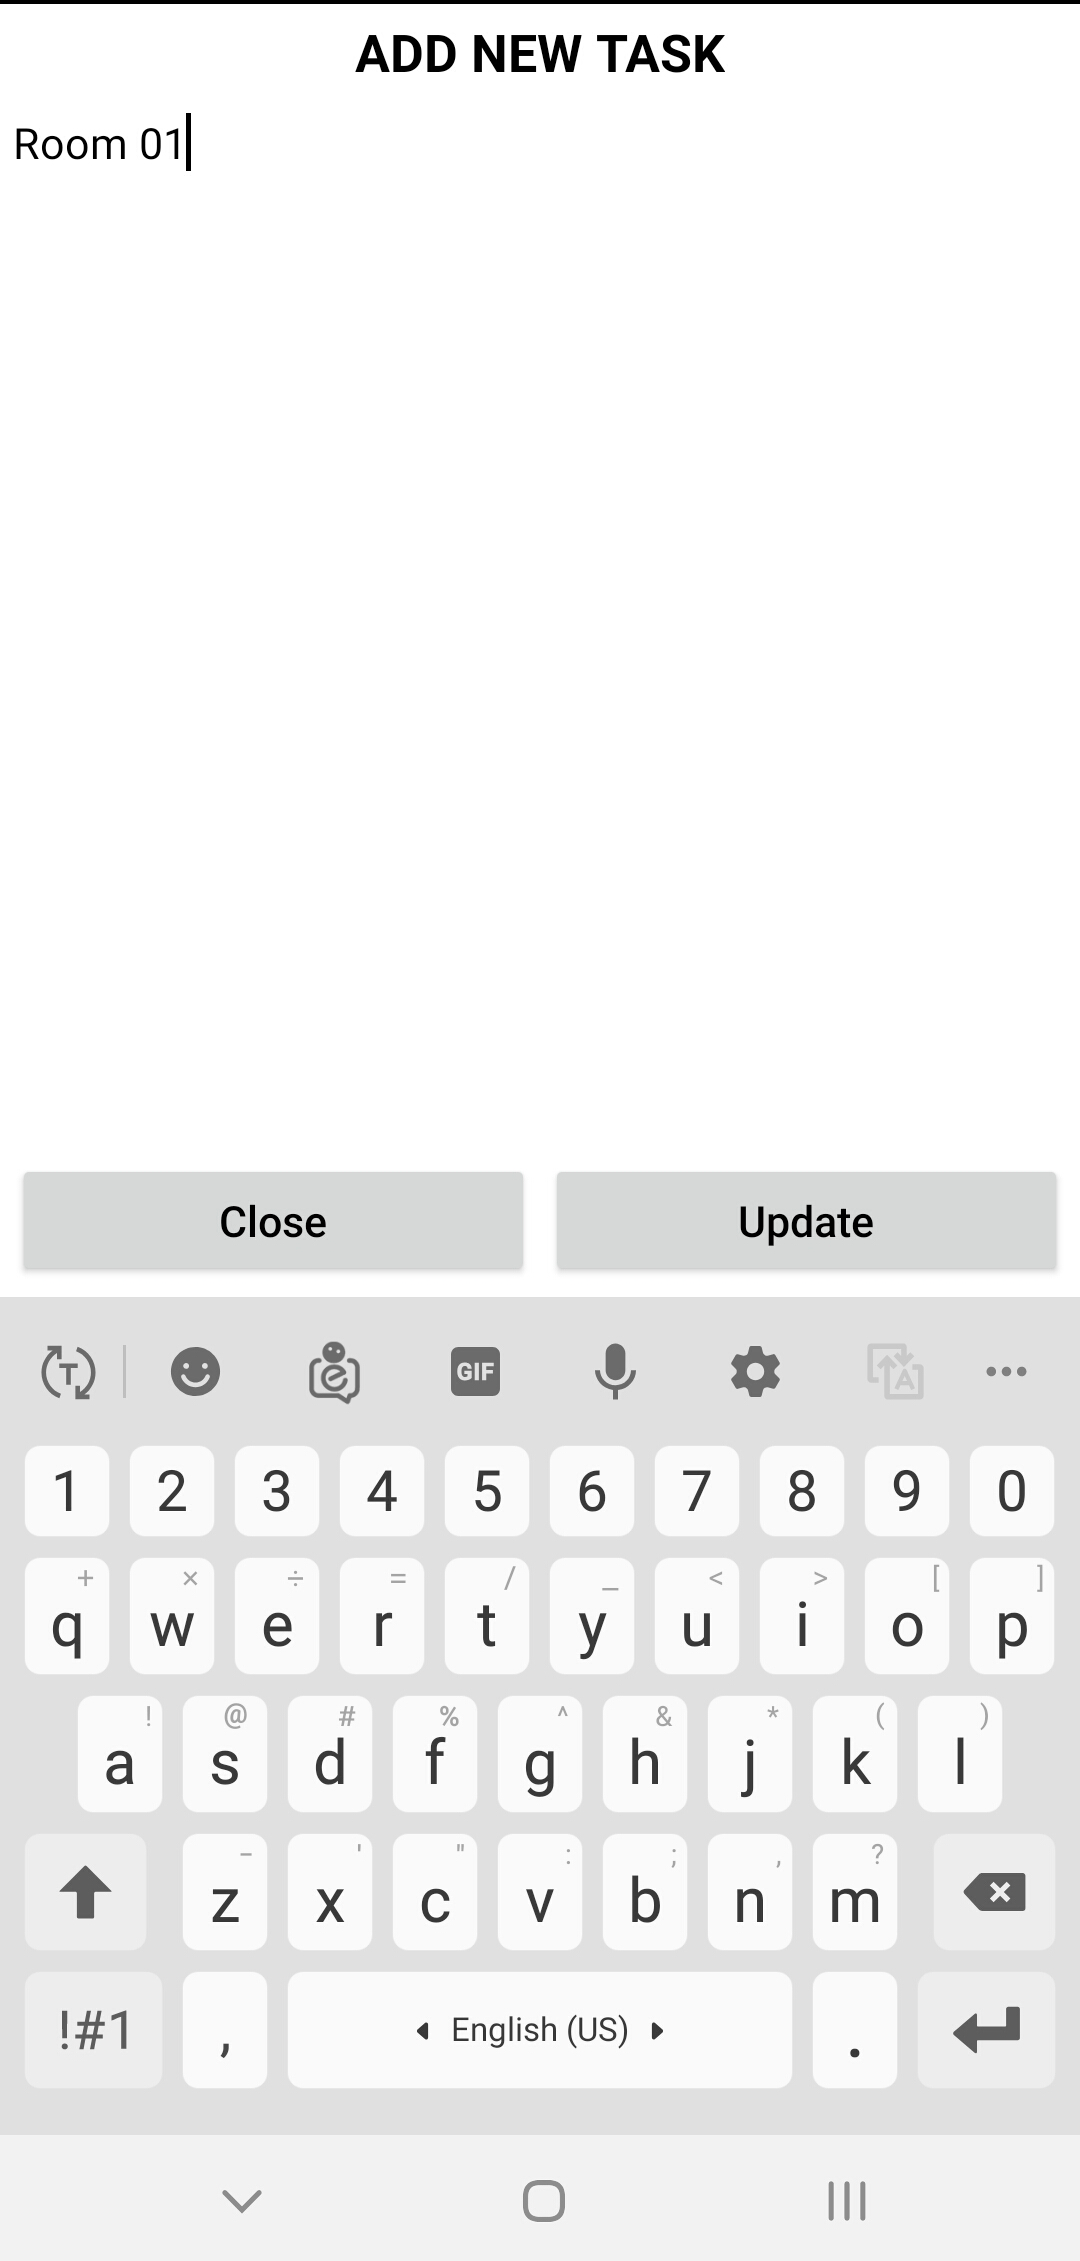 ADD NEW TASK
Room 01
Close Update
T GIF A
1 2 3 4 5 6 7 8 9 0
+ × ÷ = / _ < > [ ]
q w e r t y u i o p
! @ # % ^ & * ( )
a s d f g h j k l
- ' " : ; , ?
z x c v b n m
!#1 , English (US) .